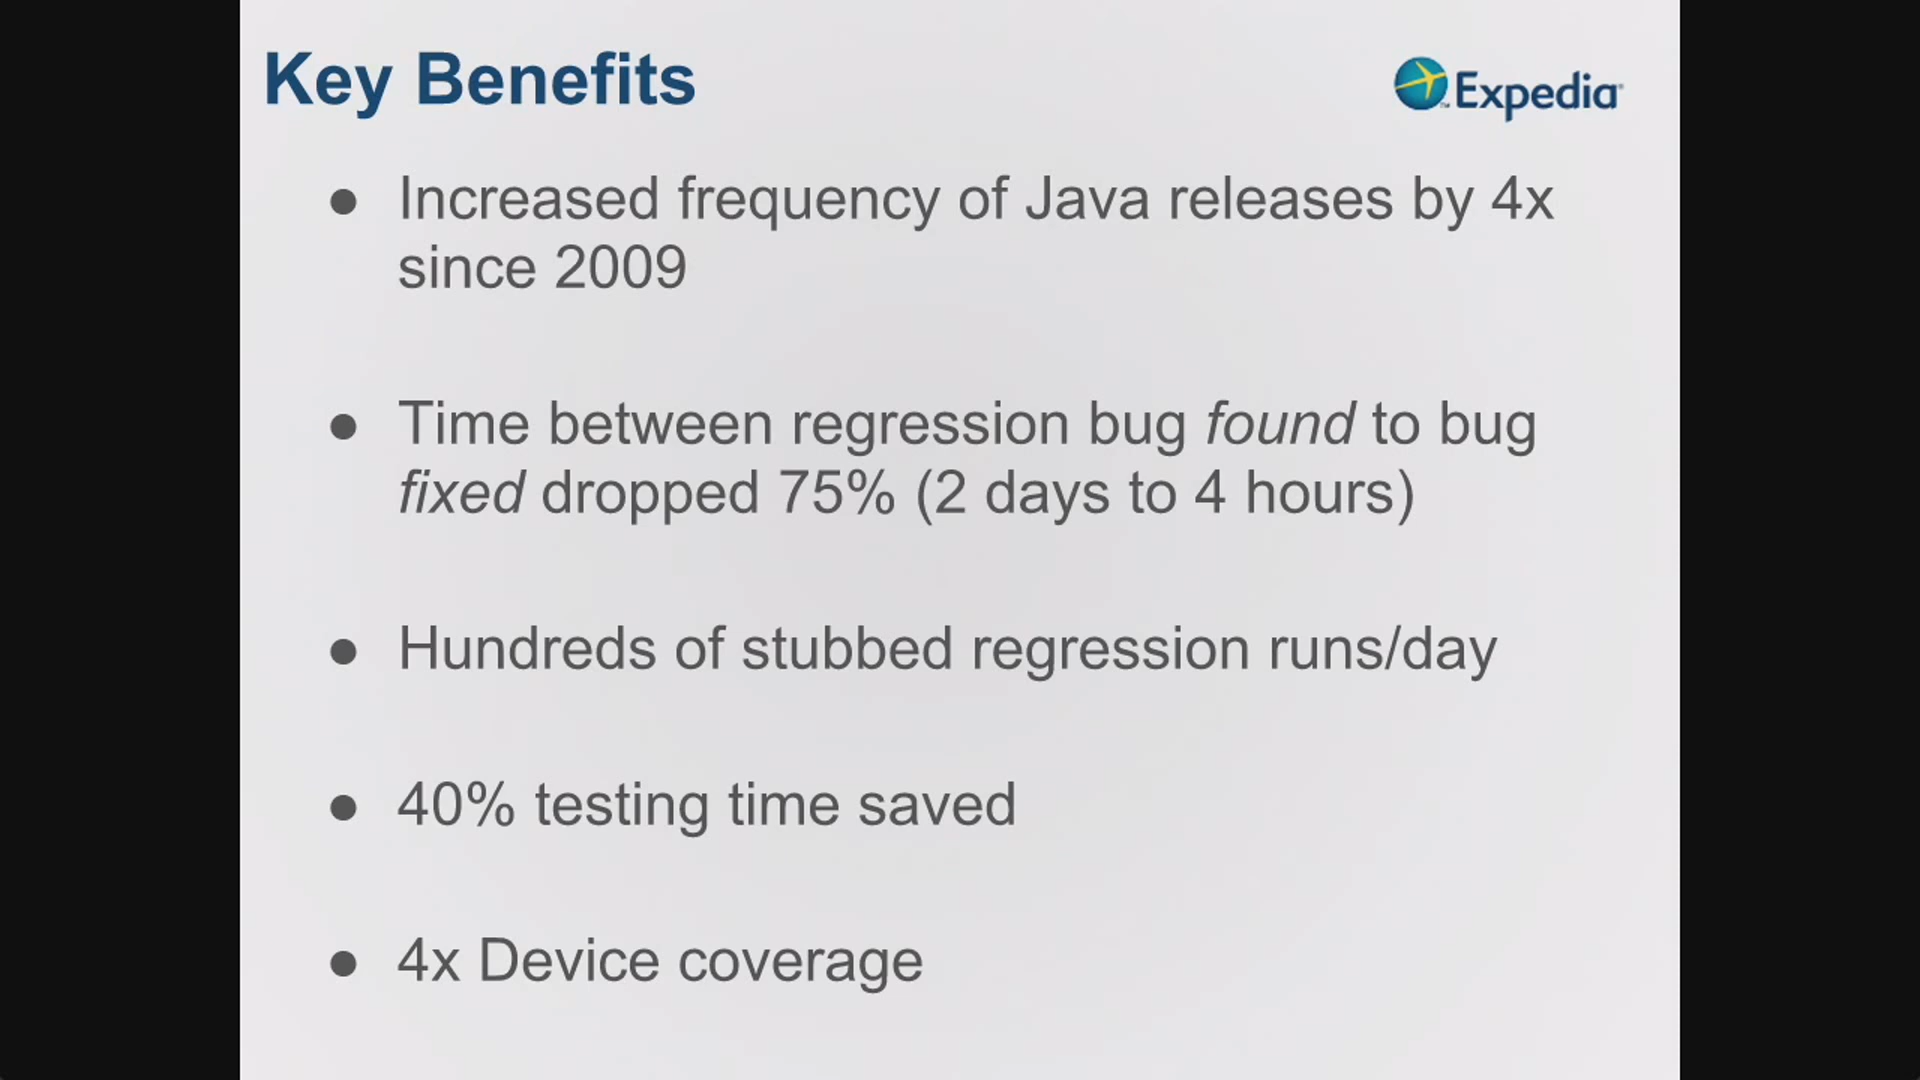 Key Benefits
Expedia
● Increased frequency of Java releases by 4x
since 2009
● Time between regression bug found to bug
fixed dropped 75% (2 days to 4 hours)
● Hundreds of stubbed regression runs/day
● 40% testing time saved
● 4x Device coverage